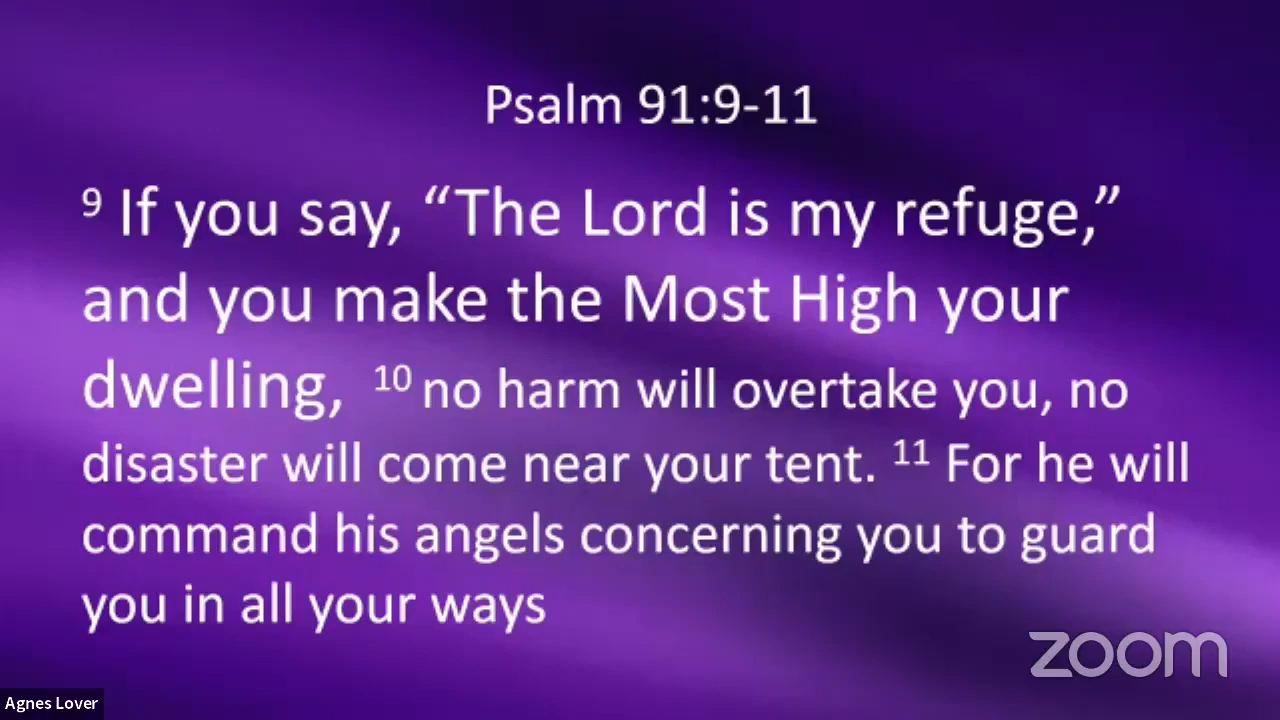 Psalm 91:9-11
9 If you say, “The Lord is my refuge,”
and you make the Most High your
dwelling, 10 no harm will overtake you, no
disaster will come near your tent. 11 For he will
command his angels concerning you to guard
you in all your ways
zoom
Agnes Lover